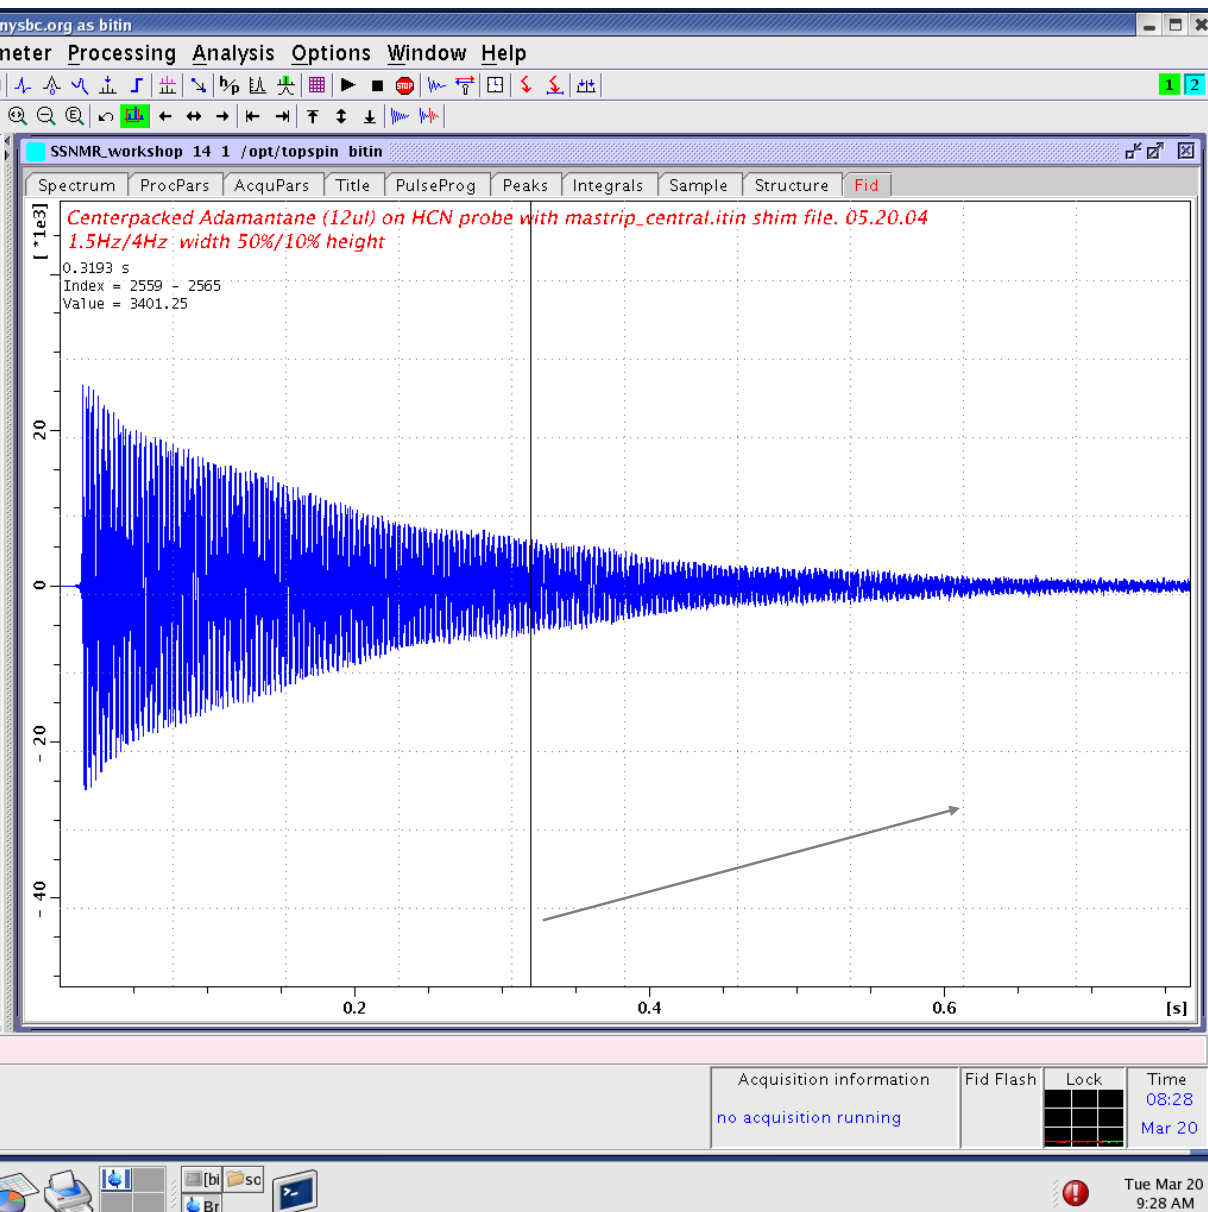 nysbc.org as bitin
meter Processing Analysis Options Window Help
1 2
SSNMR_workshop 14 1 /opt/topspin bitin
Spectrum ProcPars AcquPars Title PulseProg Peaks Integrals Sample Structure Fid
Centerpacked Adamantane (12ul) on HCN probe with mastrip_central.itin shim file. 05.20.04
1.5Hz/4Hz width 50%/10% height
0.3193 s
Index = 2559 - 2565
Value = 3401.25
[ *1e3]
20
0
- 20
- 40
0.2 0.4 0.6 [s]
Acquisition information Fid Flash Lock Time
no acquisition running 08:28
Mar 20
[bi sc
Br
Tue Mar 20
9:28 AM